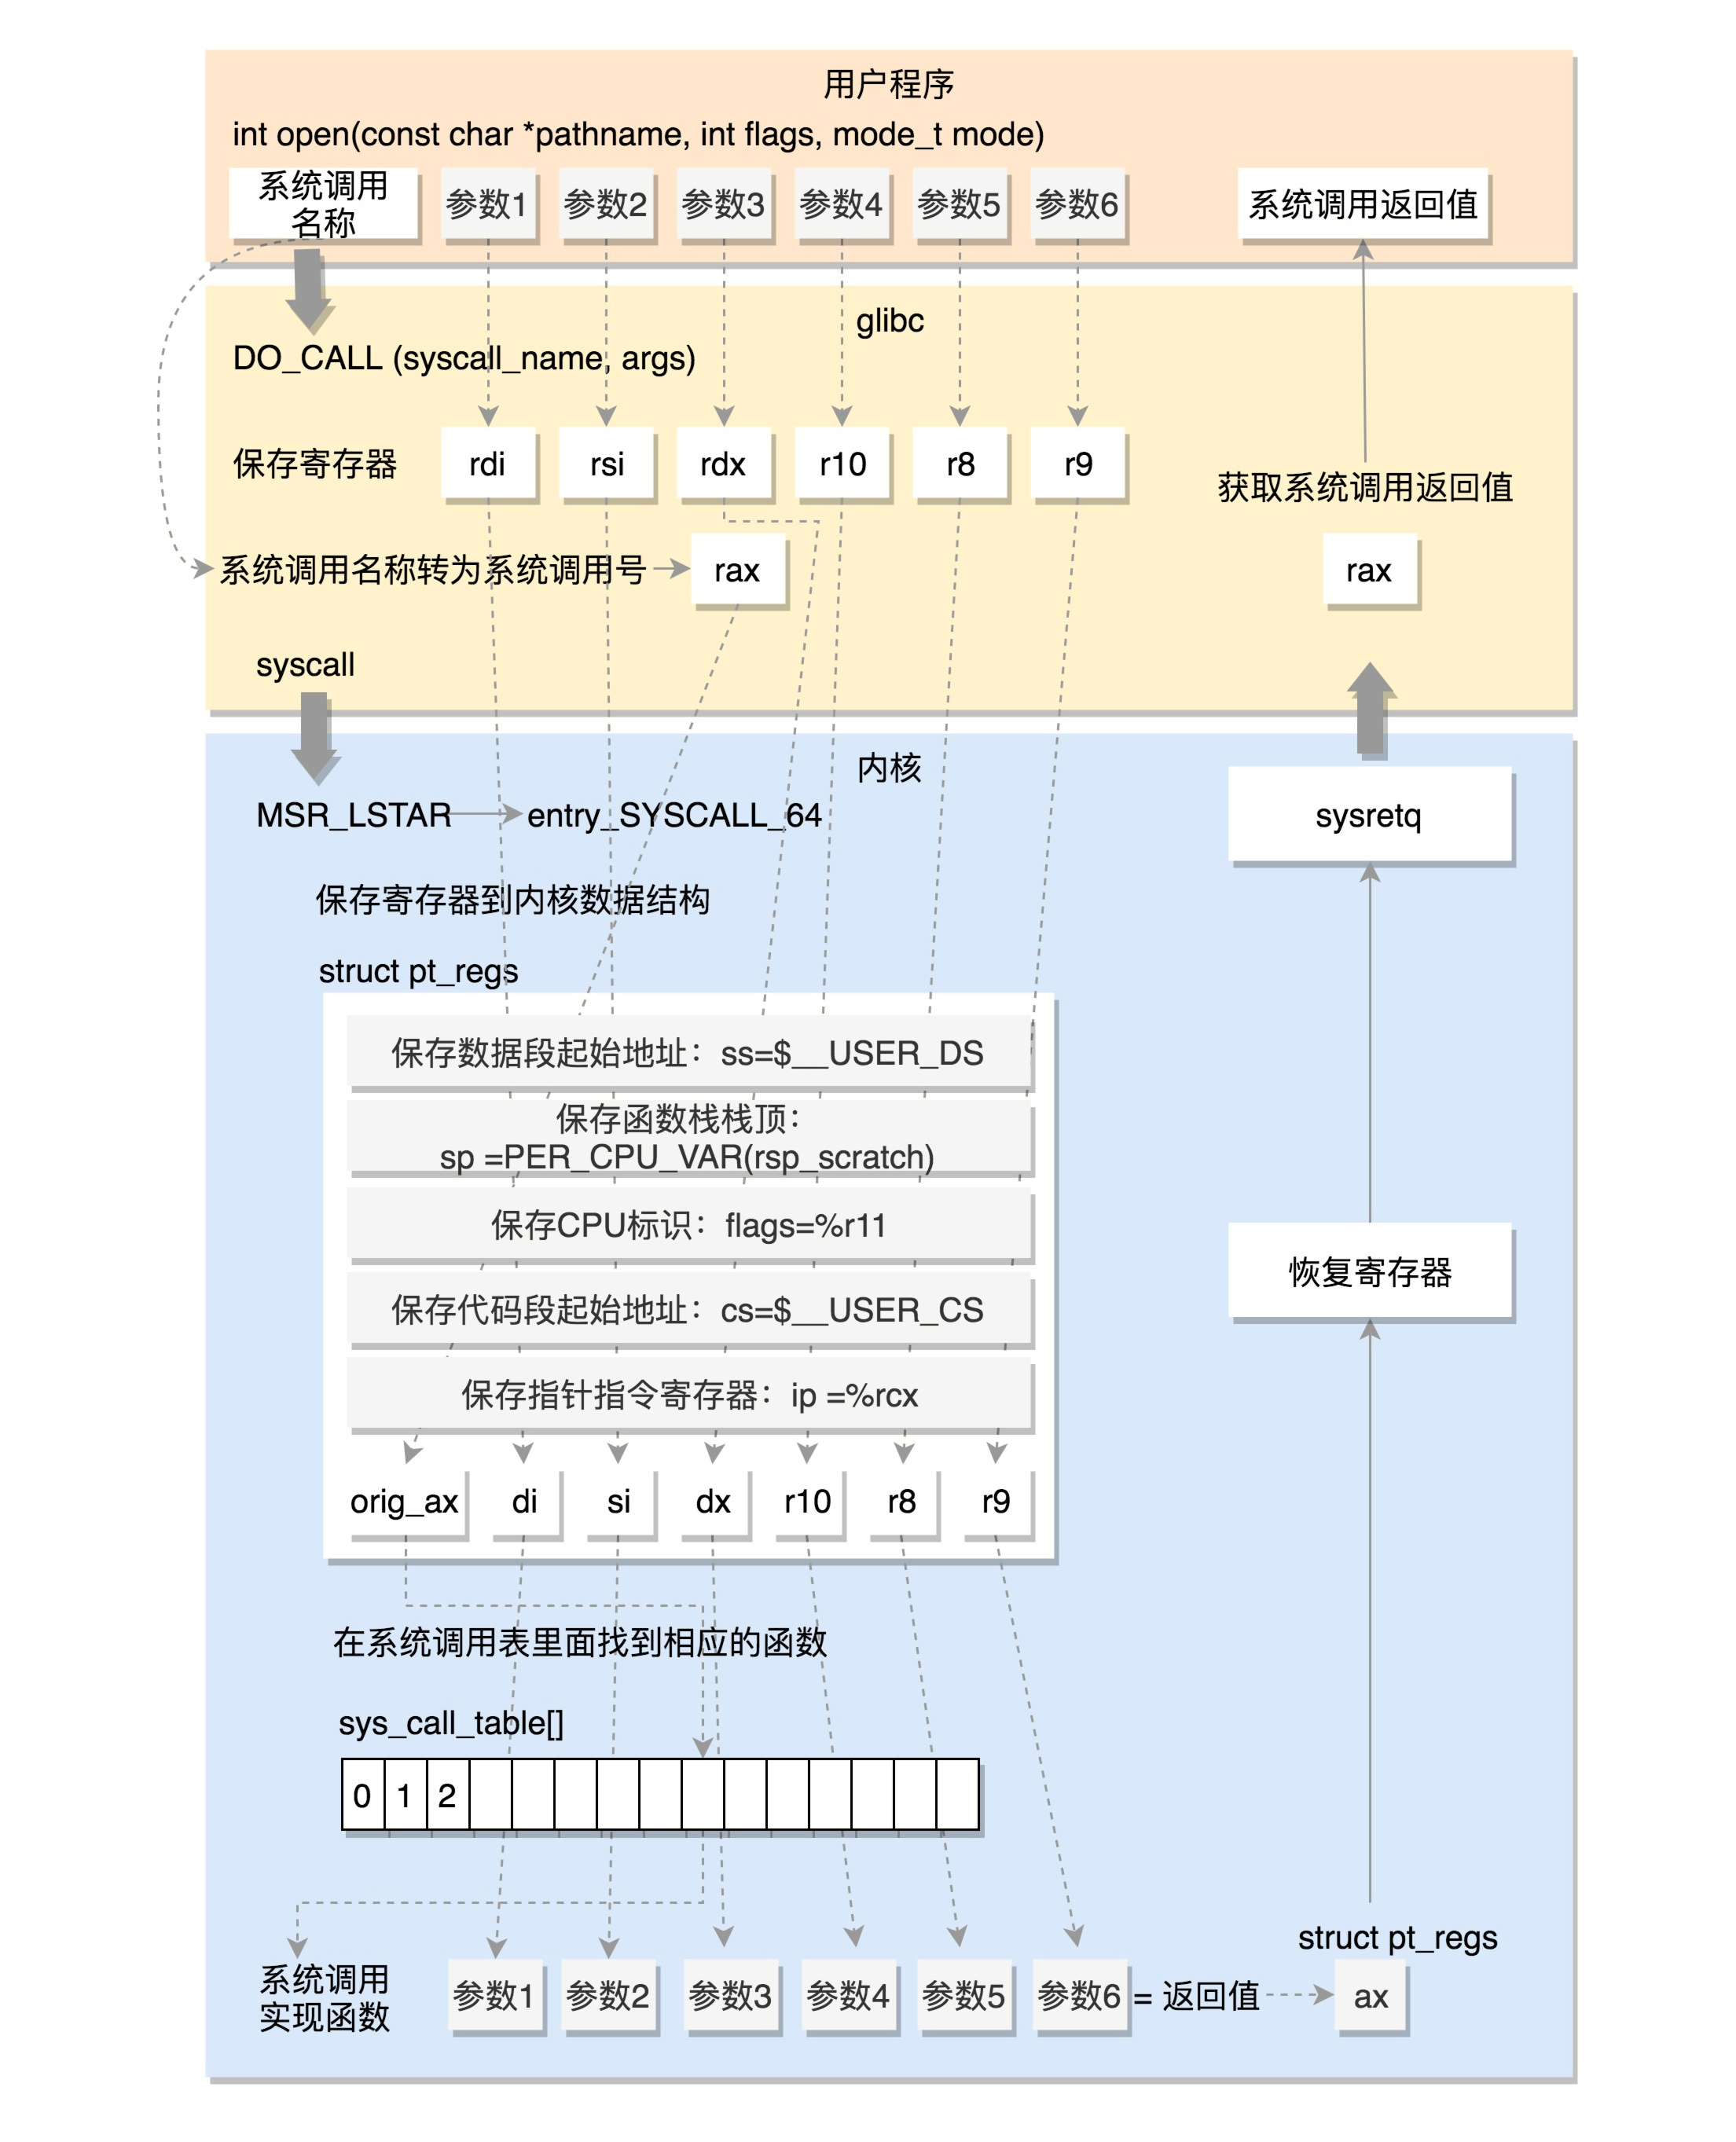 用户程序
int open(const char *pathname, int flags, mode_t mode)
系统调用
名称
参数1
参数2
参数3
参数4
参数5
参数6
系统调用返回值
glibc
DO_CALL (syscall_name, args)
保存寄存器
rdi
rsi
rdx
r10
r8
r9
获取系统调用返回值
系统调用名称转为系统调用号
rax
rax
syscall
内核
MSR_LSTAR
entry_SYSCALL_64
sysretq
保存寄存器到内核数据结构
struct pt_regs
保存数据段起始地址：ss=$__USER_DS
保存函数栈栈顶：
sp =PER_CPU_VAR(rsp_scratch)
保存CPU标识：flags=%r11
保存代码段起始地址：cs=$__USER_CS
恢复寄存器
保存指针指令寄存器：ip =%rcx
orig_ax
di
si
dx
r10
r8
r9
在系统调用表里面找到相应的函数
sys_call_table[]
0
1
2
struct pt_regs
系统调用
实现函数
参数1
参数2
参数3
参数4
参数5
参数6
= 返回值
ax